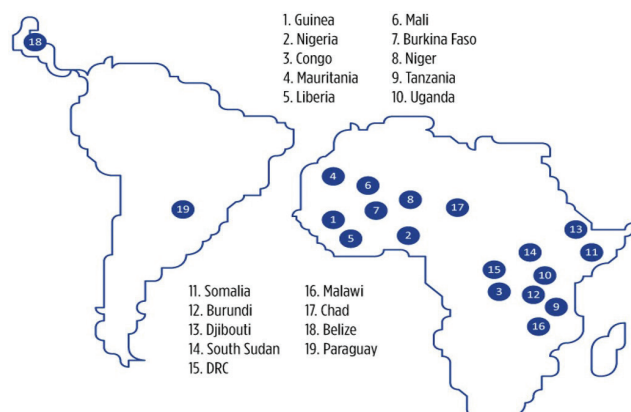 1. Guinea
2. Nigeria
3. Congo
4. Mauritania
5. Liberia
6. Mali
7. Burkina Faso
8. Niger
9. Tanzania
10. Uganda
18
19
4
6
8
7
17
1
5
2
13
14
11
15
10
3
12
9
16
11. Somalia
12. Burundi
13. Djibouti
14. South Sudan
15. DRC
16. Malawi
17. Chad
18. Belize
19. Paraguay